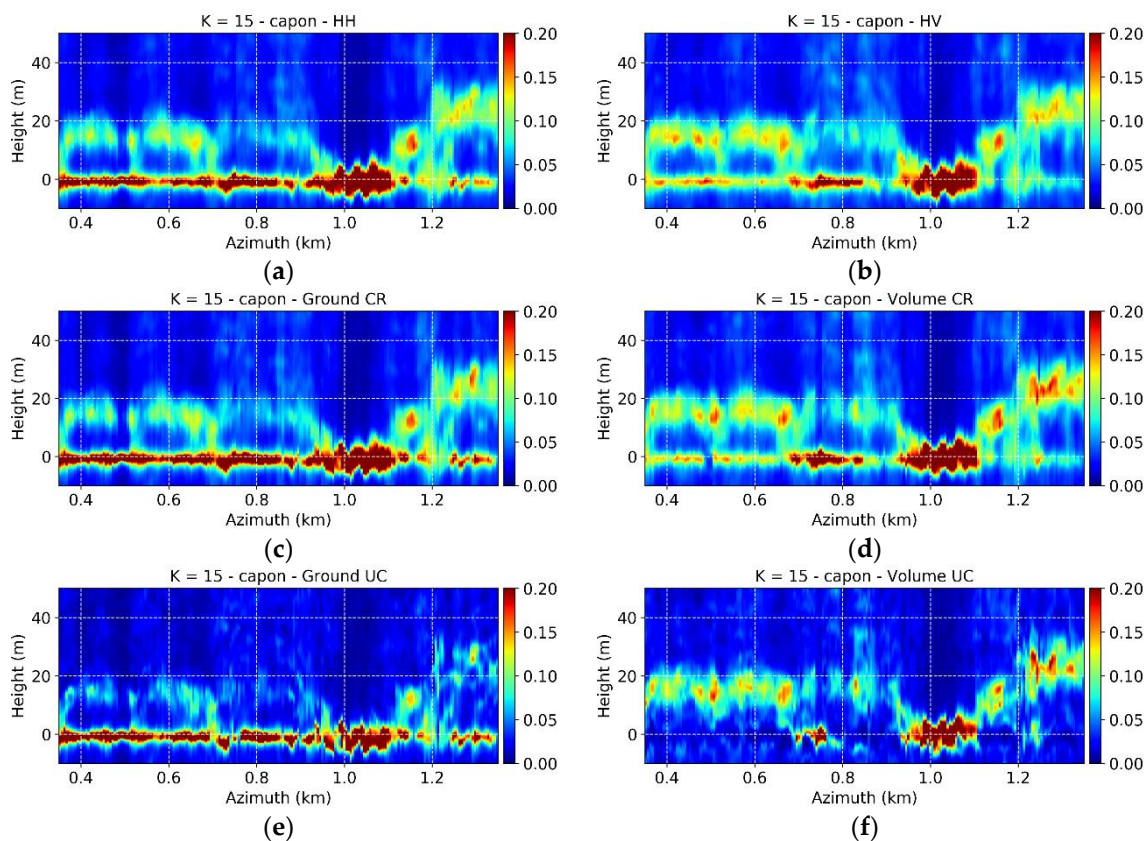 K = 15 - capon - HH
K = 15 - capon - HV
Height (m)
40
20
0
0.20
0.15
0.10
0.05
0.00
0.4 0.6 0.8 1.0 1.2
Azimuth (km)
(a)
Height (m)
40
20
0
0.20
0.15
0.10
0.05
0.00
0.4 0.6 0.8 1.0 1.2
Azimuth (km)
(b)
K = 15 - capon - Ground CR
K = 15 - capon - Volume CR
Height (m)
40
20
0
0.20
0.15
0.10
0.05
0.00
0.4 0.6 0.8 1.0 1.2
Azimuth (km)
(c)
Height (m)
40
20
0
0.20
0.15
0.10
0.05
0.00
0.4 0.6 0.8 1.0 1.2
Azimuth (km)
(d)
K = 15 - capon - Ground UC
K = 15 - capon - Volume UC
Height (m)
40
20
0
0.20
0.15
0.10
0.05
0.00
0.4 0.6 0.8 1.0 1.2
Azimuth (km)
(e)
Height (m)
40
20
0
0.20
0.15
0.10
0.05
0.00
0.4 0.6 0.8 1.0 1.2
Azimuth (km)
(f)